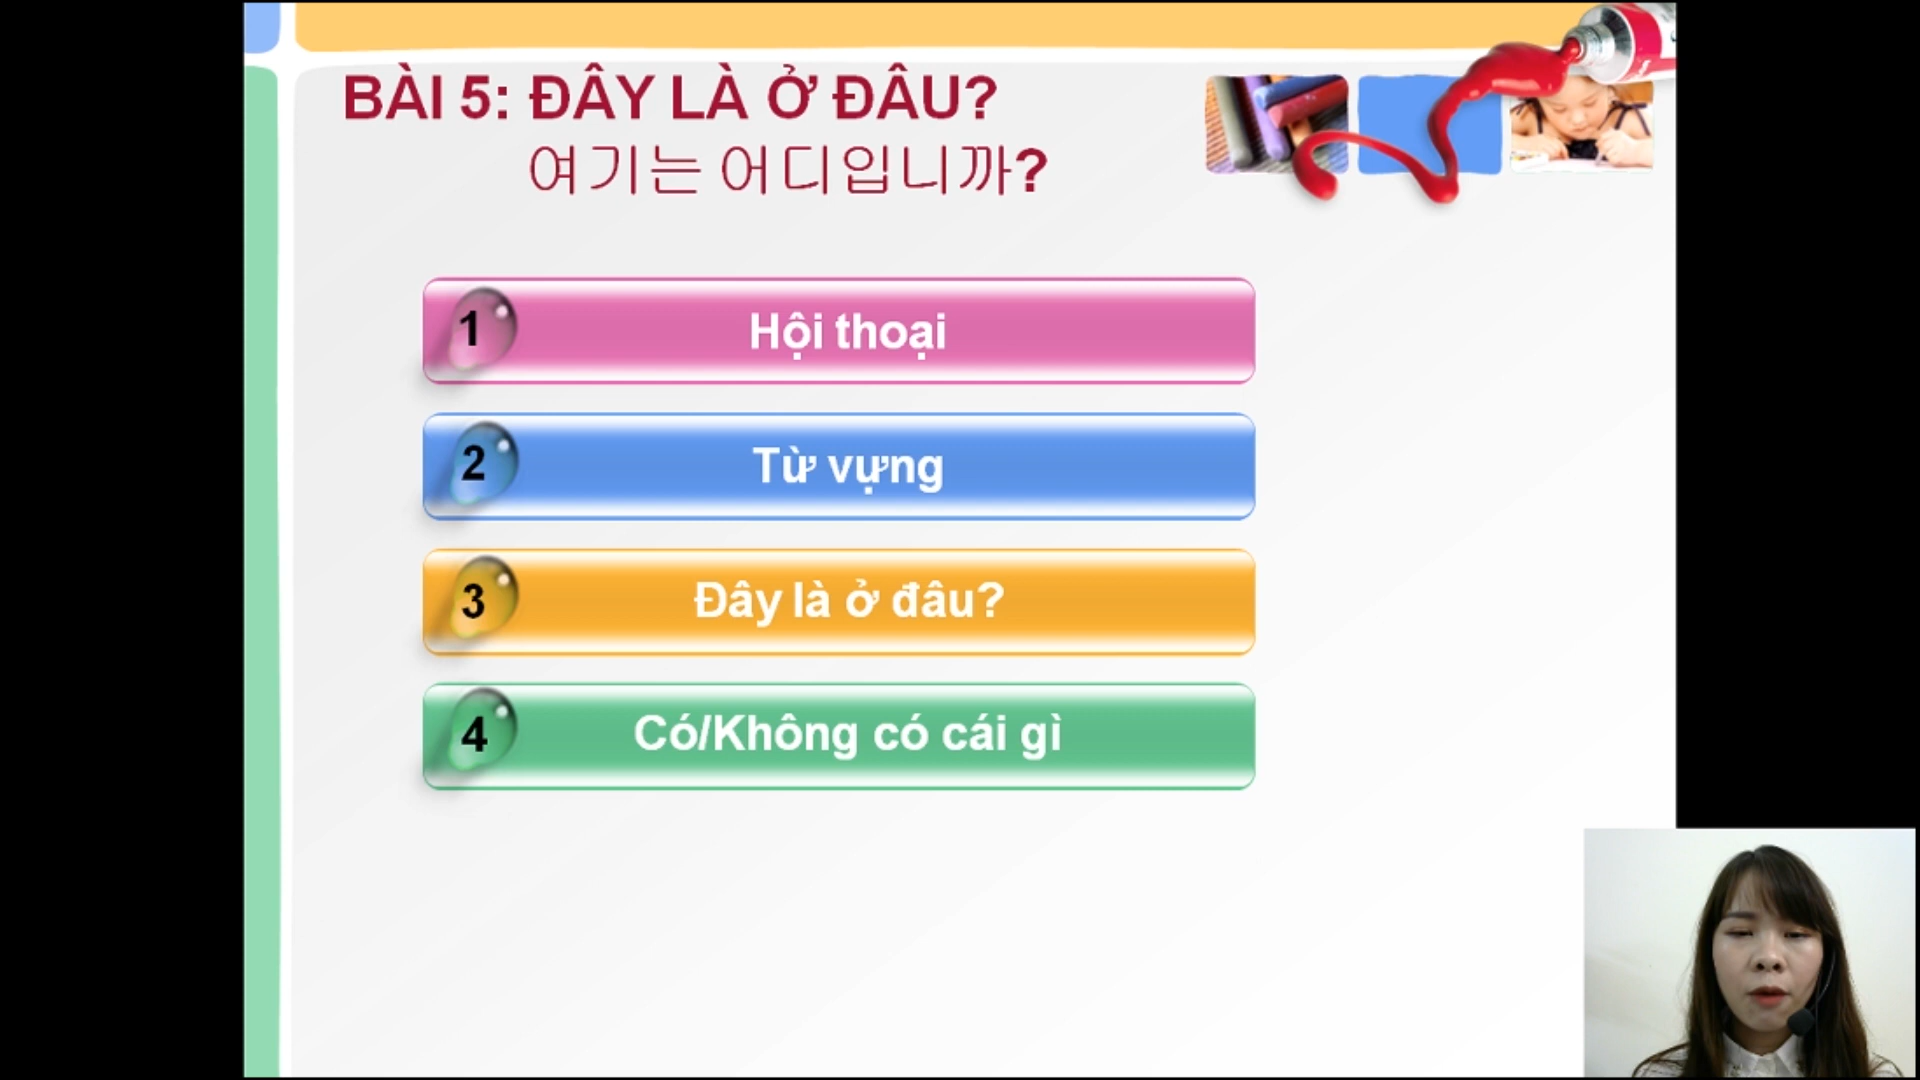 BÀI 5: ĐÂY LÀ Ở ĐÂU?
여기는 어디입니까?
1 Hội thoại
2 Từ vựng
3 Đây là ở đâu?
4 Có/Không có cái gì